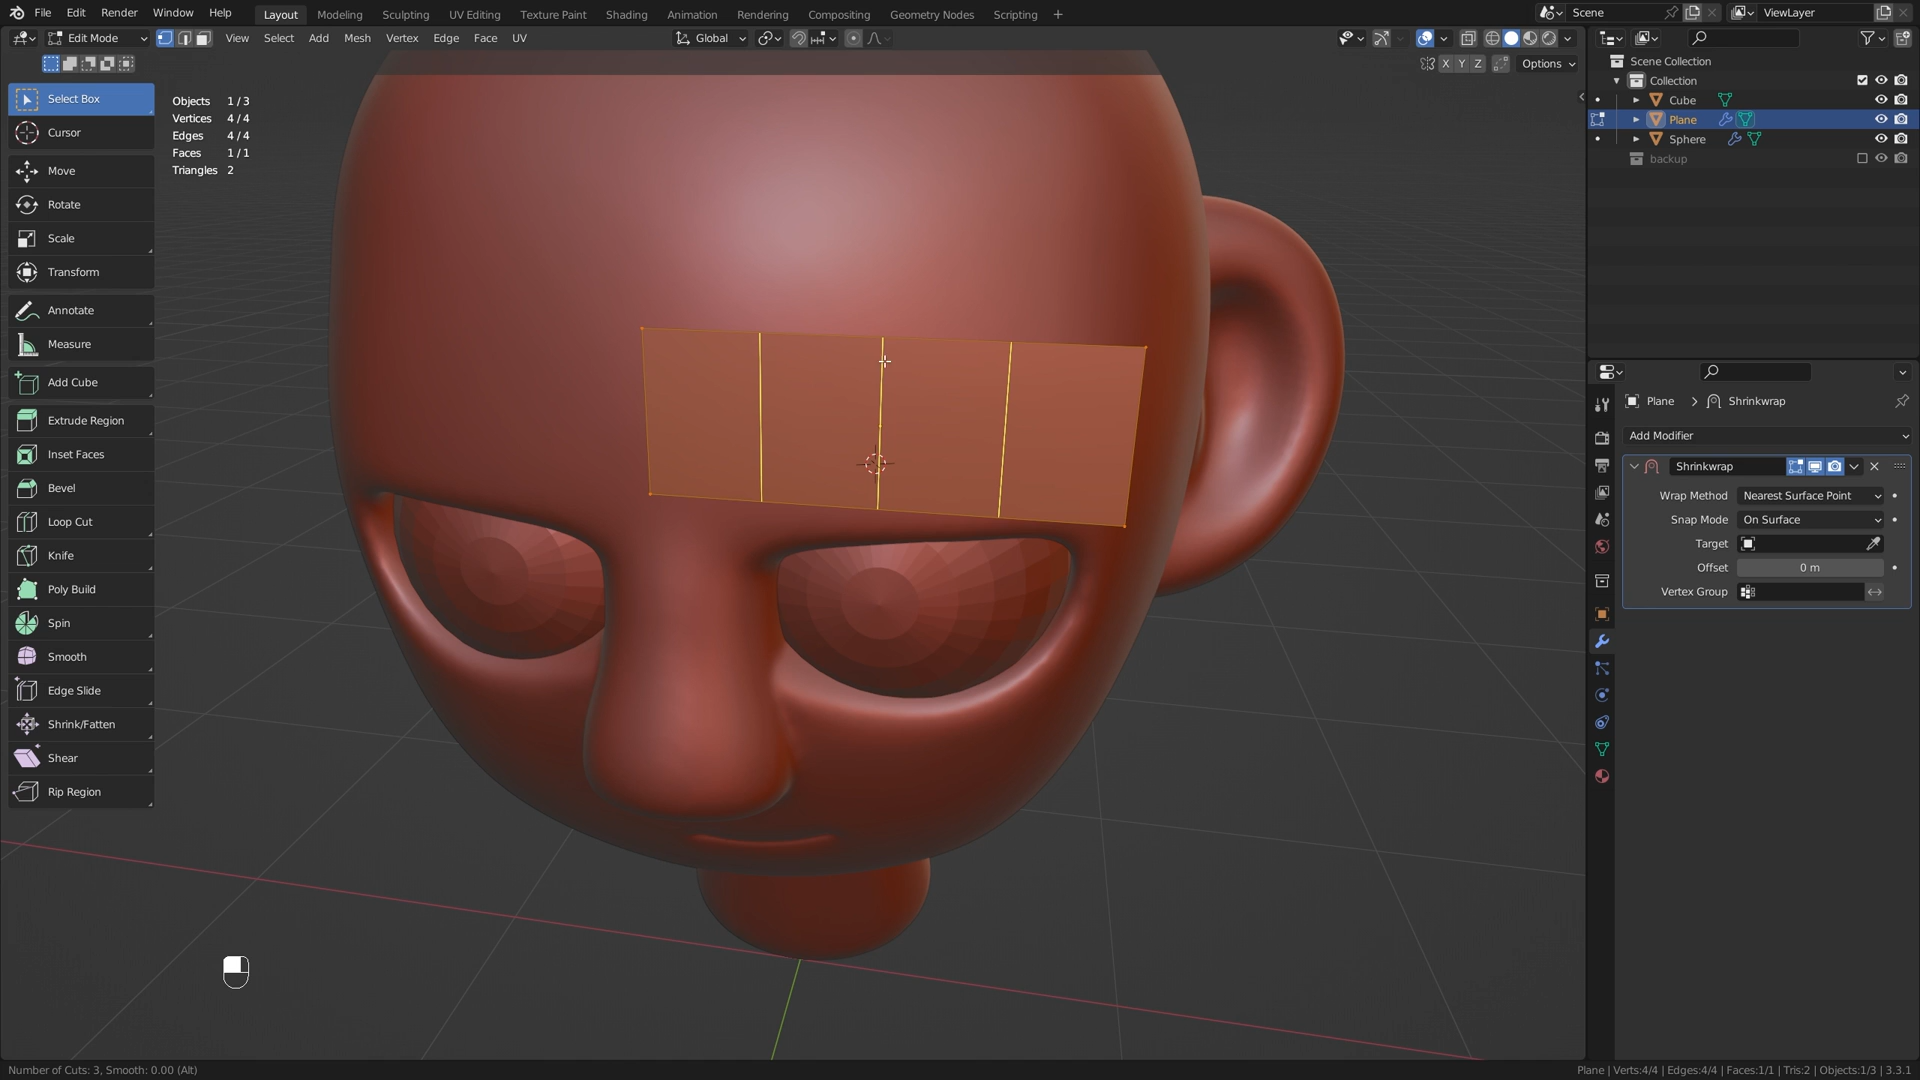 File Edit Render Window Help Layout Modeling Sculpting UV Editing Texture Paint Shading Animation Rendering Compositing Geometry Nodes Scripting + Scene ViewLayer
Edit Mode View Select Add Mesh Vertex Edge Face UV Global
X Y Z Options
Select Box
Cursor
Move
Rotate
Scale
Transform
Annotate
Measure
Add Cube
Extrude Region
Inset Faces
Bevel
Loop Cut
Knife
Poly Build
Spin
Smooth
Edge Slide
Shrink/Fatten
Shear
Rip Region
Objects 1 / 3
Vertices 4 / 4
Edges 4 / 4
Faces 1 / 1
Triangles 2
Scene Collection
Collection
Cube
Plane
Sphere
backup
Plane > Shrinkwrap
Add Modifier
Shrinkwrap
Wrap Method Nearest Surface Point
Snap Mode On Surface
Target
Offset 0 m
Vertex Group
Number of Cuts: 3, Smooth: 0.00 (Alt)
Plane | Verts:4/4 | Edges:4/4 | Faces:1/1 | Tris:2 | Objects:1/3 | 3.3.1